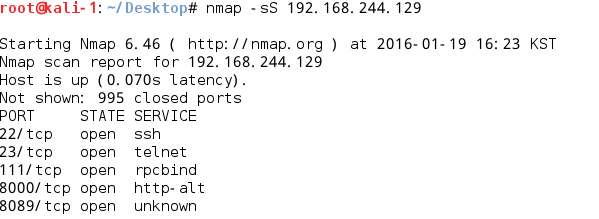 root@kali-1:~/Desktop# nmap -sS 192.168.244.129
Starting Nmap 6.46 ( http://nmap.org ) at 2016-01-19 16:23 KST
Nmap scan report for 192.168.244.129
Host is up (0.070s latency).
Not shown: 995 closed ports
PORT     STATE SERVICE
22/tcp   open  ssh
23/tcp   open  telnet
111/tcp  open  rpcbind
8000/tcp open  http-alt
8089/tcp open  unknown